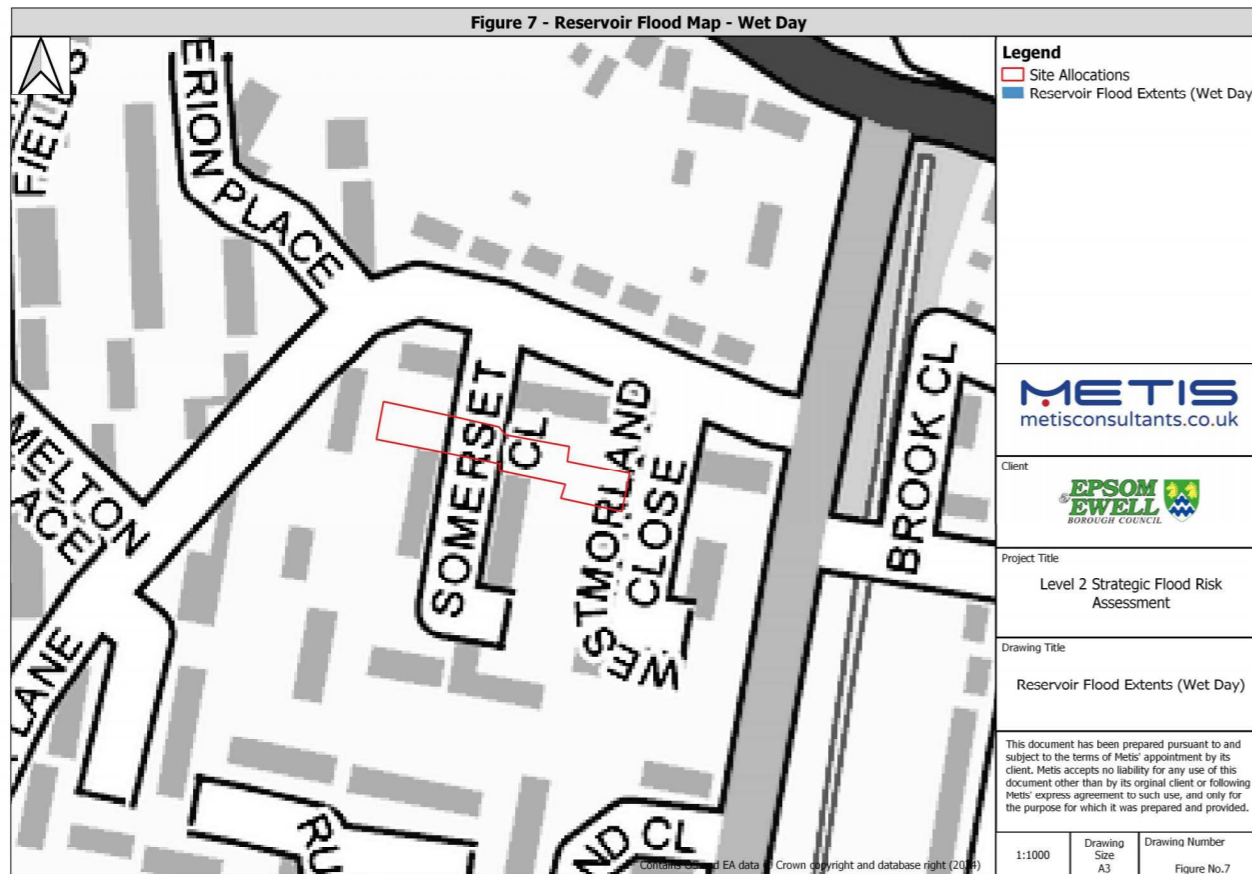 Figure 7 - Reservoir Flood Map - Wet Day
FIELDS
ERION PLACE
MELTON
ACE
LANE
SOMERSET
CL
WESTMORLAND
CLOSE
BROOK CL
RU
ND CL
Contains OS and EA data © Crown copyright and database right (2024)
Legend
Site Allocations
Reservoir Flood Extents (Wet Day
METIS
metisconsultants.co.uk
Client
EPSOM
& EWELL
BOROUGH COUNCIL
Project Title
Level 2 Strategic Flood Risk
Assessment
Drawing Title
Reservoir Flood Extents (Wet Day)
This document has been prepared pursuant to and
subject to the terms of Metis' appointment by its
client. Metis accepts no liability for any use of this
document other than by its orginal client or following
Metis' express agreement to such use, and only for
the purpose for which it was prepared and provided.
1:1000
Drawing
Size
A3
Drawing Number
Figure No.7